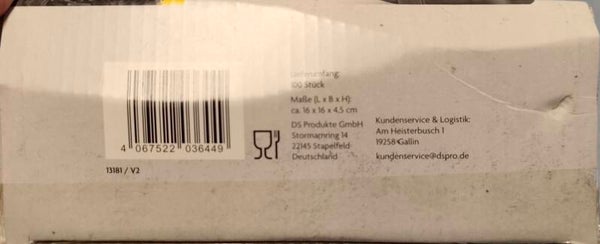 4 067522 036449
13181 / V2
Lieferumfang:
100 Stück
Maße (L x B x H):
ca. 16 x 16 x 4,5 cm
DS Produkte GmbH
Stormarnring 14
22145 Stapelfeld
Deutschland
Kundenservice & Logistik:
Am Heisterbusch 1
19258 Gallin
kundenservice@dspro.de